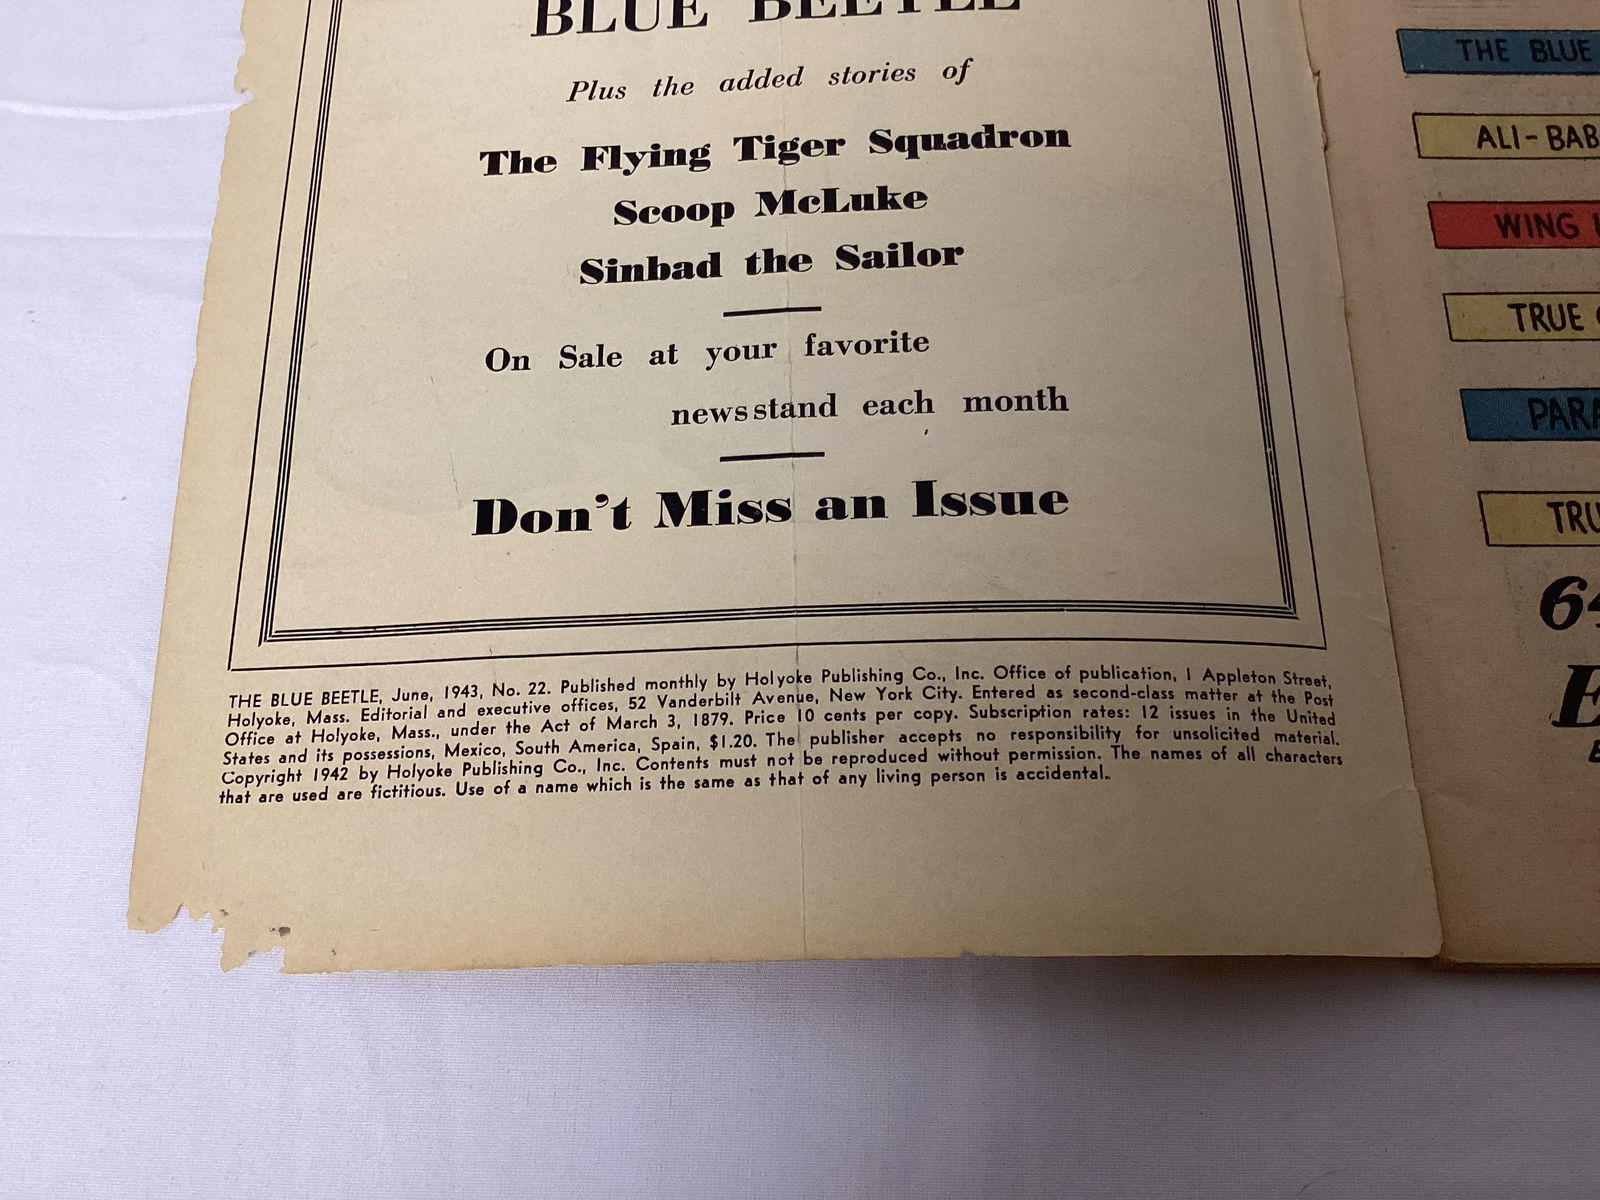 BLUE BEETLE
Plus the added stories of
The Flying Tiger Squadron
Scoop McLuke
Sinbad the Sailor
On Sale at your favorite
newsstand each month
Don't Miss an Issue
THE BLUE BEETLE, June, 1943, No. 22. Published monthly by Holyoke Publishing Co., Inc. Office of publication, 1 Appleton Street,
Holyoke, Mass. Editorial and executive offices, 52 Vanderbilt Avenue, New York City. Entered as second-class matter at the Post
Office at Holyoke, Mass., under the Act of March 3, 1879. Price 10 cents per copy. Subscription rates: 12 issues in the United
States and its possessions, Mexico, South America, Spain, $1.20. The publisher accepts no responsibility for unsolicited material.
Copyright 1942 by Holyoke Publishing Co., Inc. Contents must not be reproduced without permission. The names of all characters
that are used are fictitious. Use of a name which is the same as that of any living person is accidental.
THE BLUE
ALI-BAB
WING
TRUE
PARA
TRU
64
E